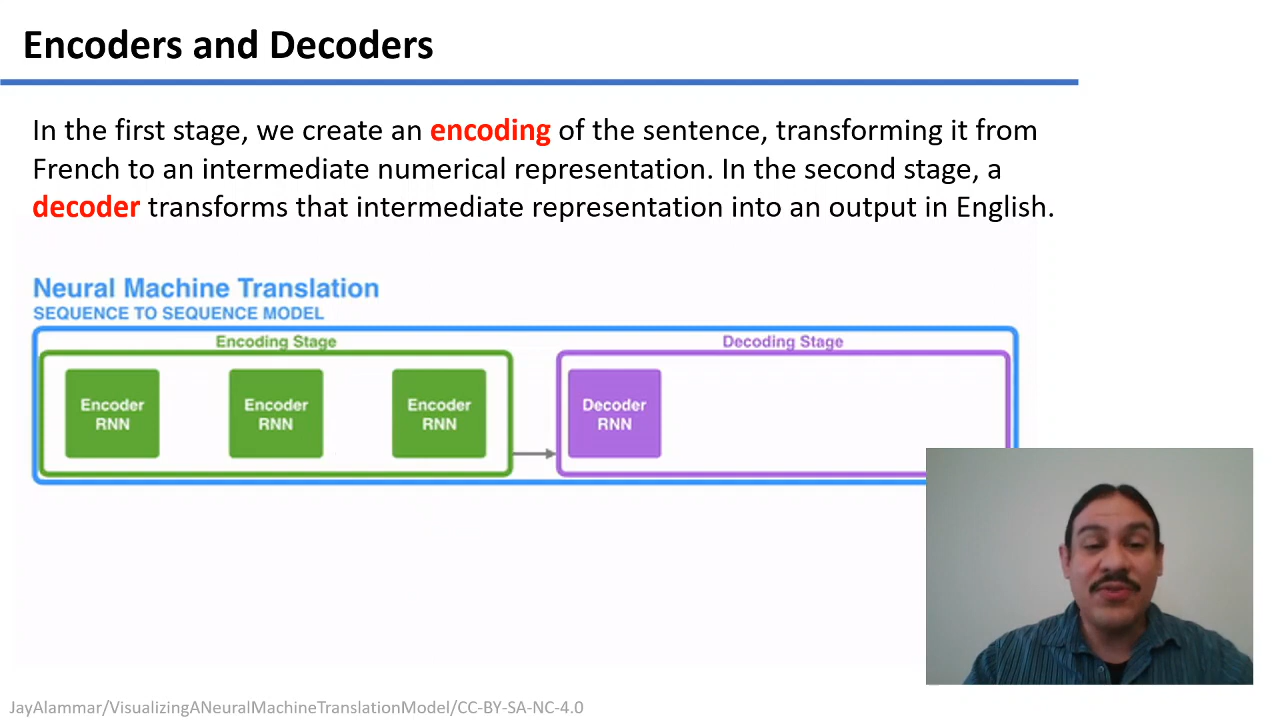 Encoders and Decoders
In the first stage, we create an encoding of the sentence, transforming it from
French to an intermediate numerical representation. In the second stage, a
decoder transforms that intermediate representation into an output in English.
Neural Machine Translation
SEQUENCE TO SEQUENCE MODEL
Encoding Stage
Decoding Stage
Encoder
RNN
Encoder
RNN
Encoder
RNN
Decoder
RNN
JayAlammar/VisualizingANeuralMachineTranslationModel/CC-BY-SA-NC-4.0